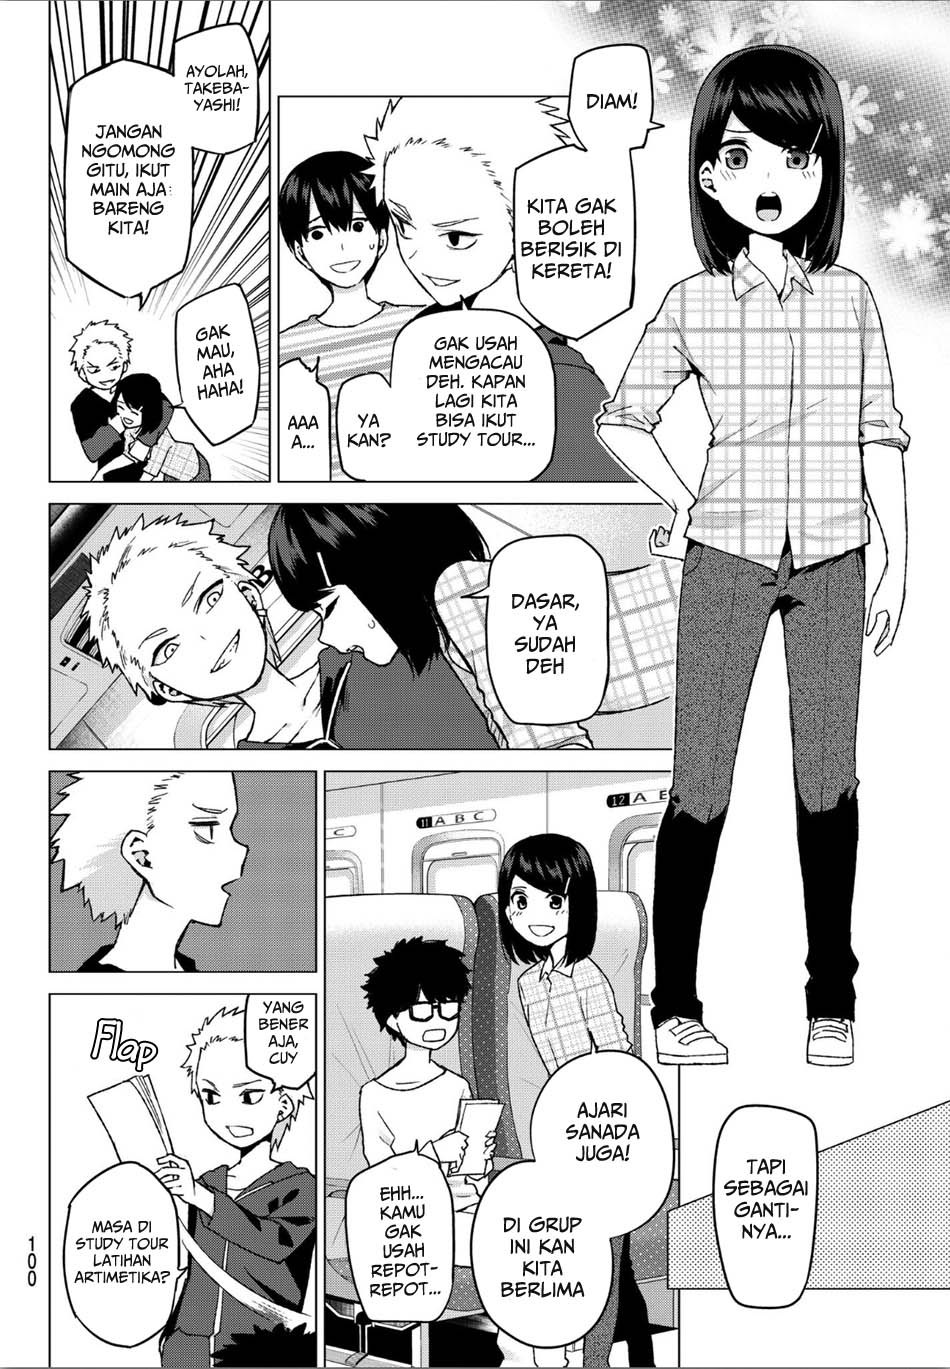 DIAM!
KITA GAK
BOLEH
BERISIK DI
KERETA!
GAK USAH
MENGACAU
DEH. KAPAN
LAGI KITA
BISA IKUT
STUDY TOUR...
YA
KAN?
AAA
A...
AYOLAH,
TAKEBA-
YASHI!
JANGAN
NGOMONG
GITU, IKUT
MAIN AJA
BARENG
KITA!
GAK
MAU,
AHA
HAHA!
B
DASAR,
YA
SUDAH
DEH
TAPI
SEBAGAI
GANTI-
NYA...
C
11 A B C
12 A E
AJARI
SANADA
JUGA!
DI GRUP
INI KAN
KITA
BERLIMA
EHH...
KAMU
GAK
USAH
REPOT-
REPOT...
YANG
BENER
AJA,
CUY
Flap
MASA DI
STUDY TOUR
LATIHAN
ARTIMETIKA?
100